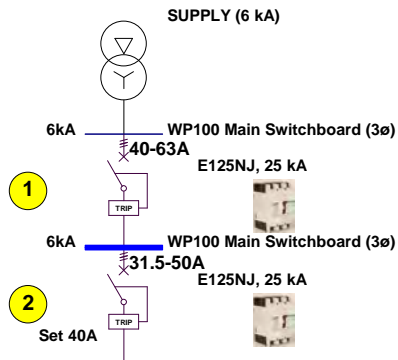 SUPPLY (6 kA)
6kA WP100 Main Switchboard (3ø)
40-63A
E125NJ, 25 kA
1
TRIP
6kA WP100 Main Switchboard (3ø)
31.5-50A
E125NJ, 25 kA
2
TRIP
Set 40A